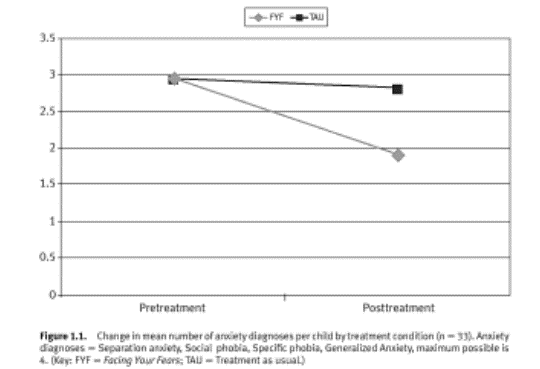 FYF TAU
3.5
3
2.5
2
1.5
1
0.5
0
Pretreatment Posttreatment
Figure 1.1. Change in mean number of anxiety diagnoses per child by treatment condition (n = 33). Anxiety
diagnoses = Separation anxiety, Social phobia, Specific phobia, Generalized Anxiety, maximum possible is
4. (Key: FYF = Facing Your Fears; TAU = Treatment as usual.)